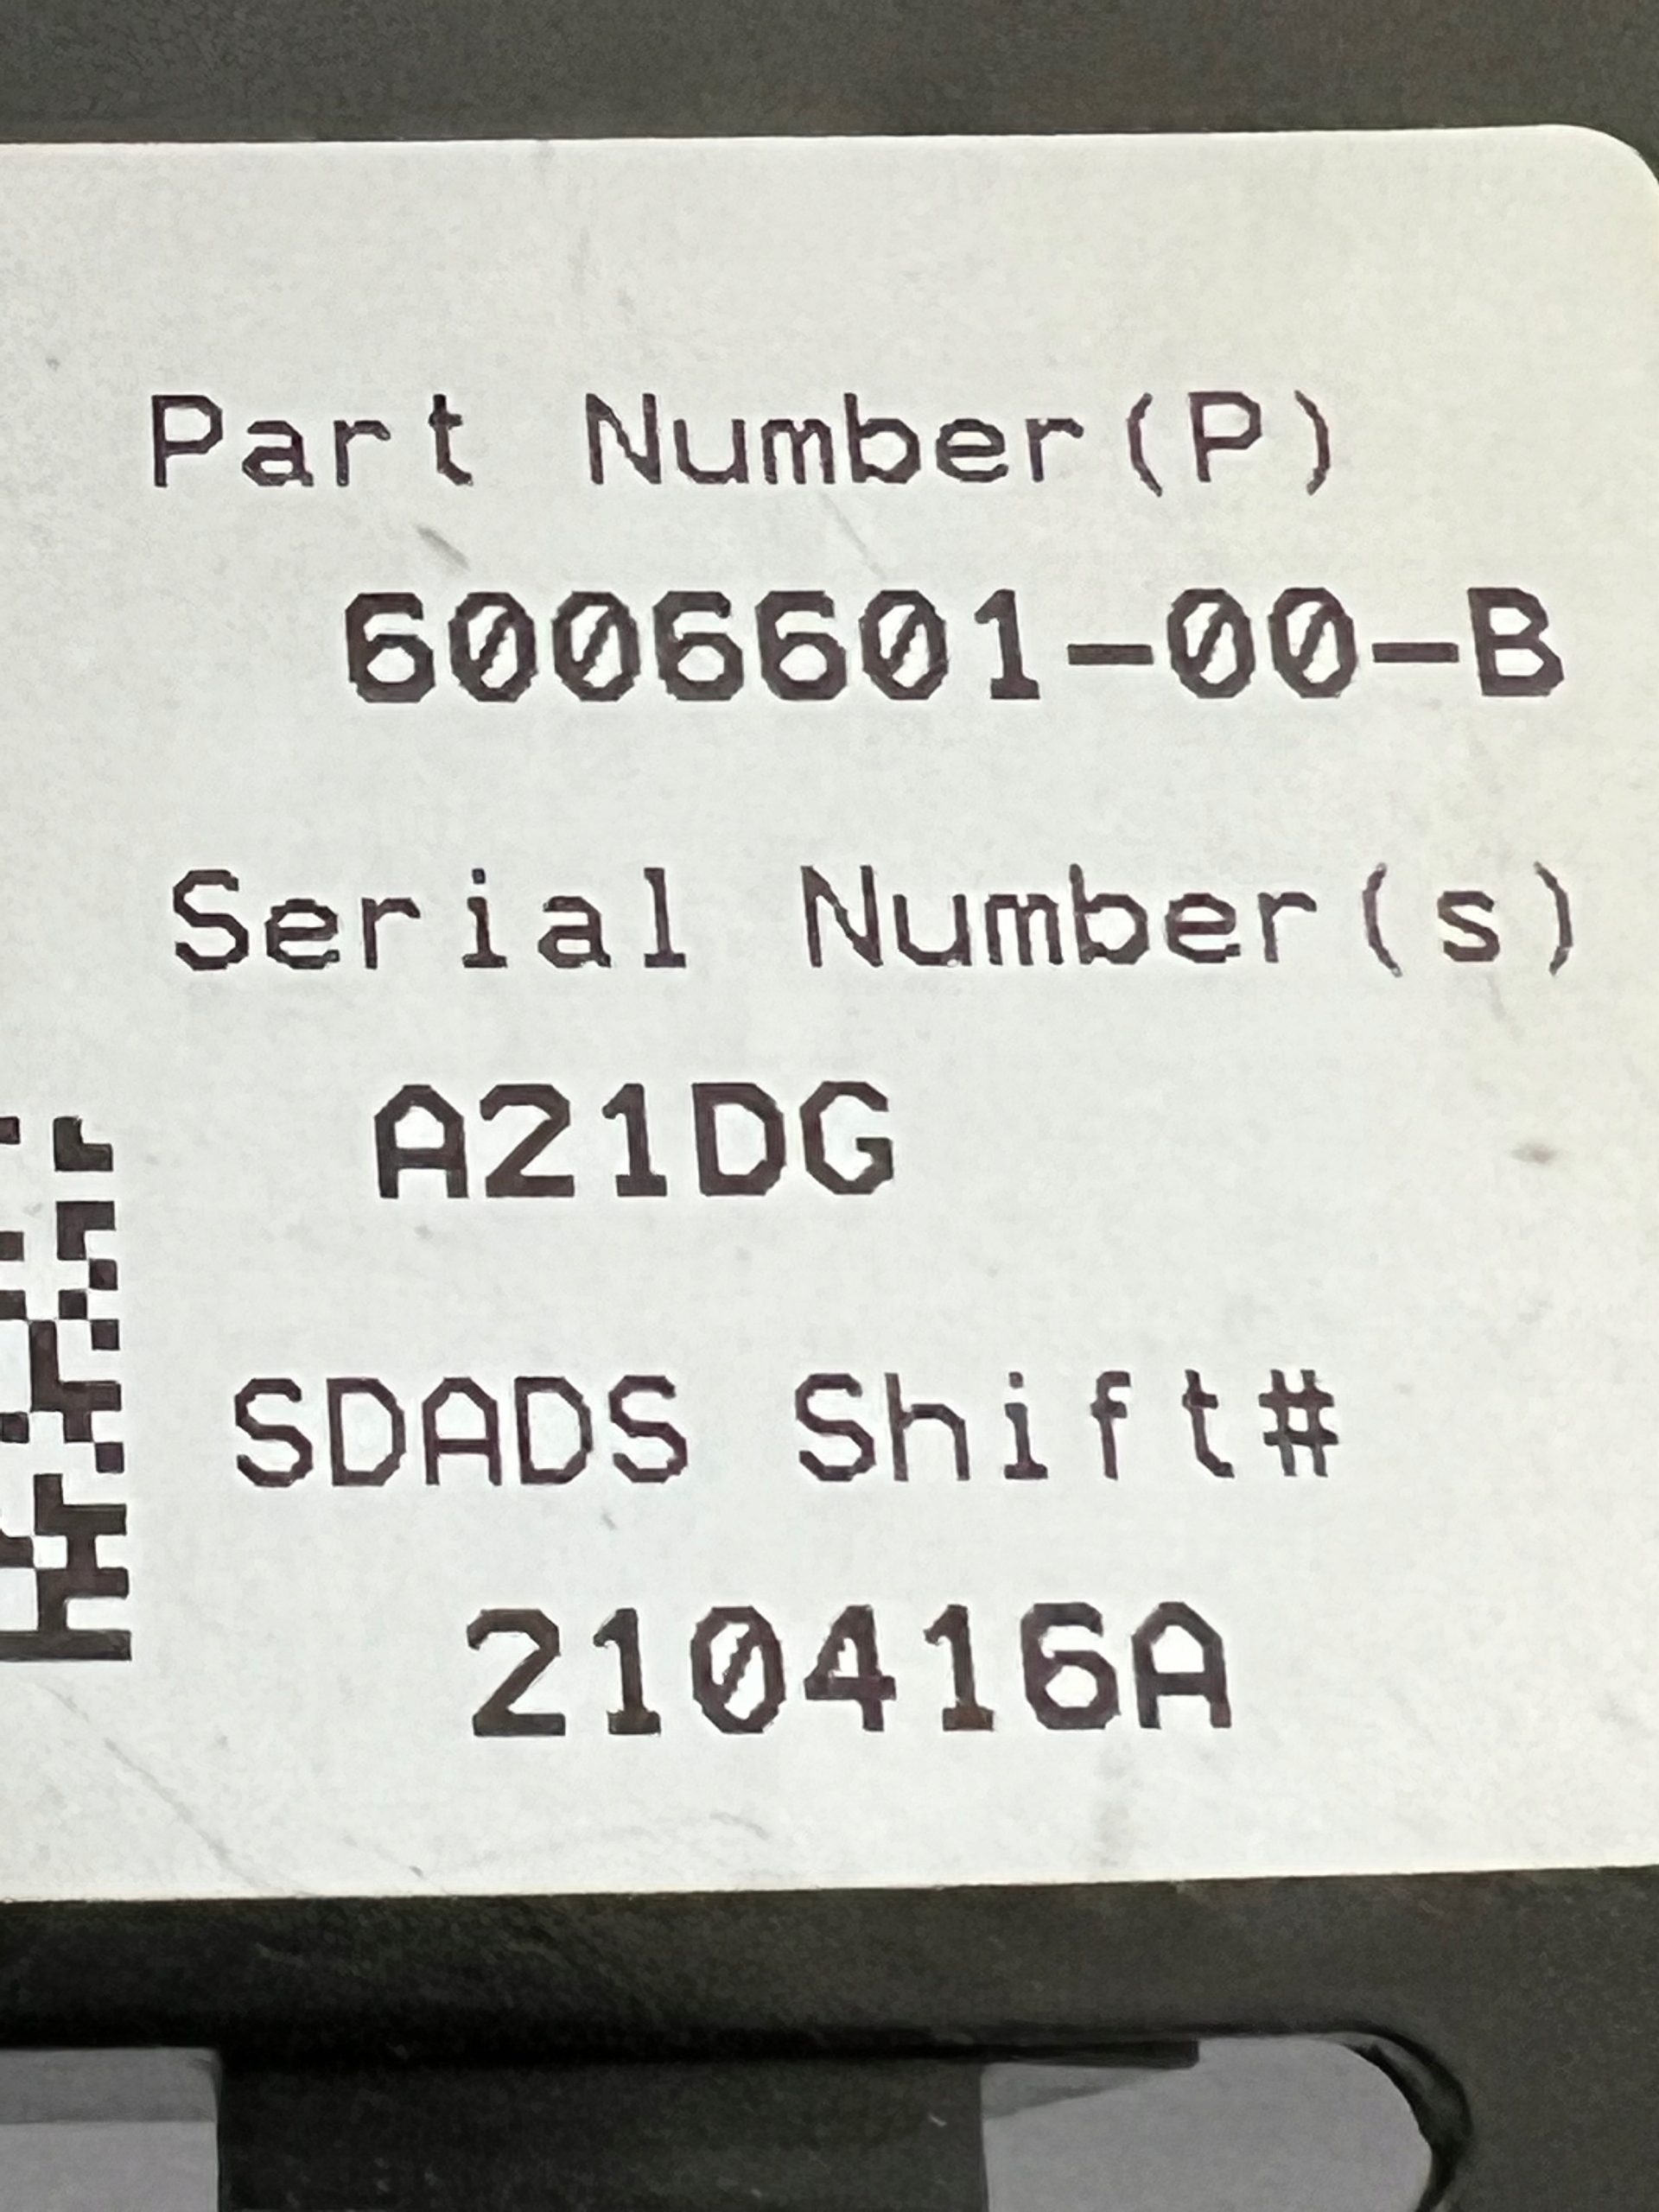 Part Number(P)
6006601-00-B
Serial Number(s)
A21DG
SDADS Shift#
210416A